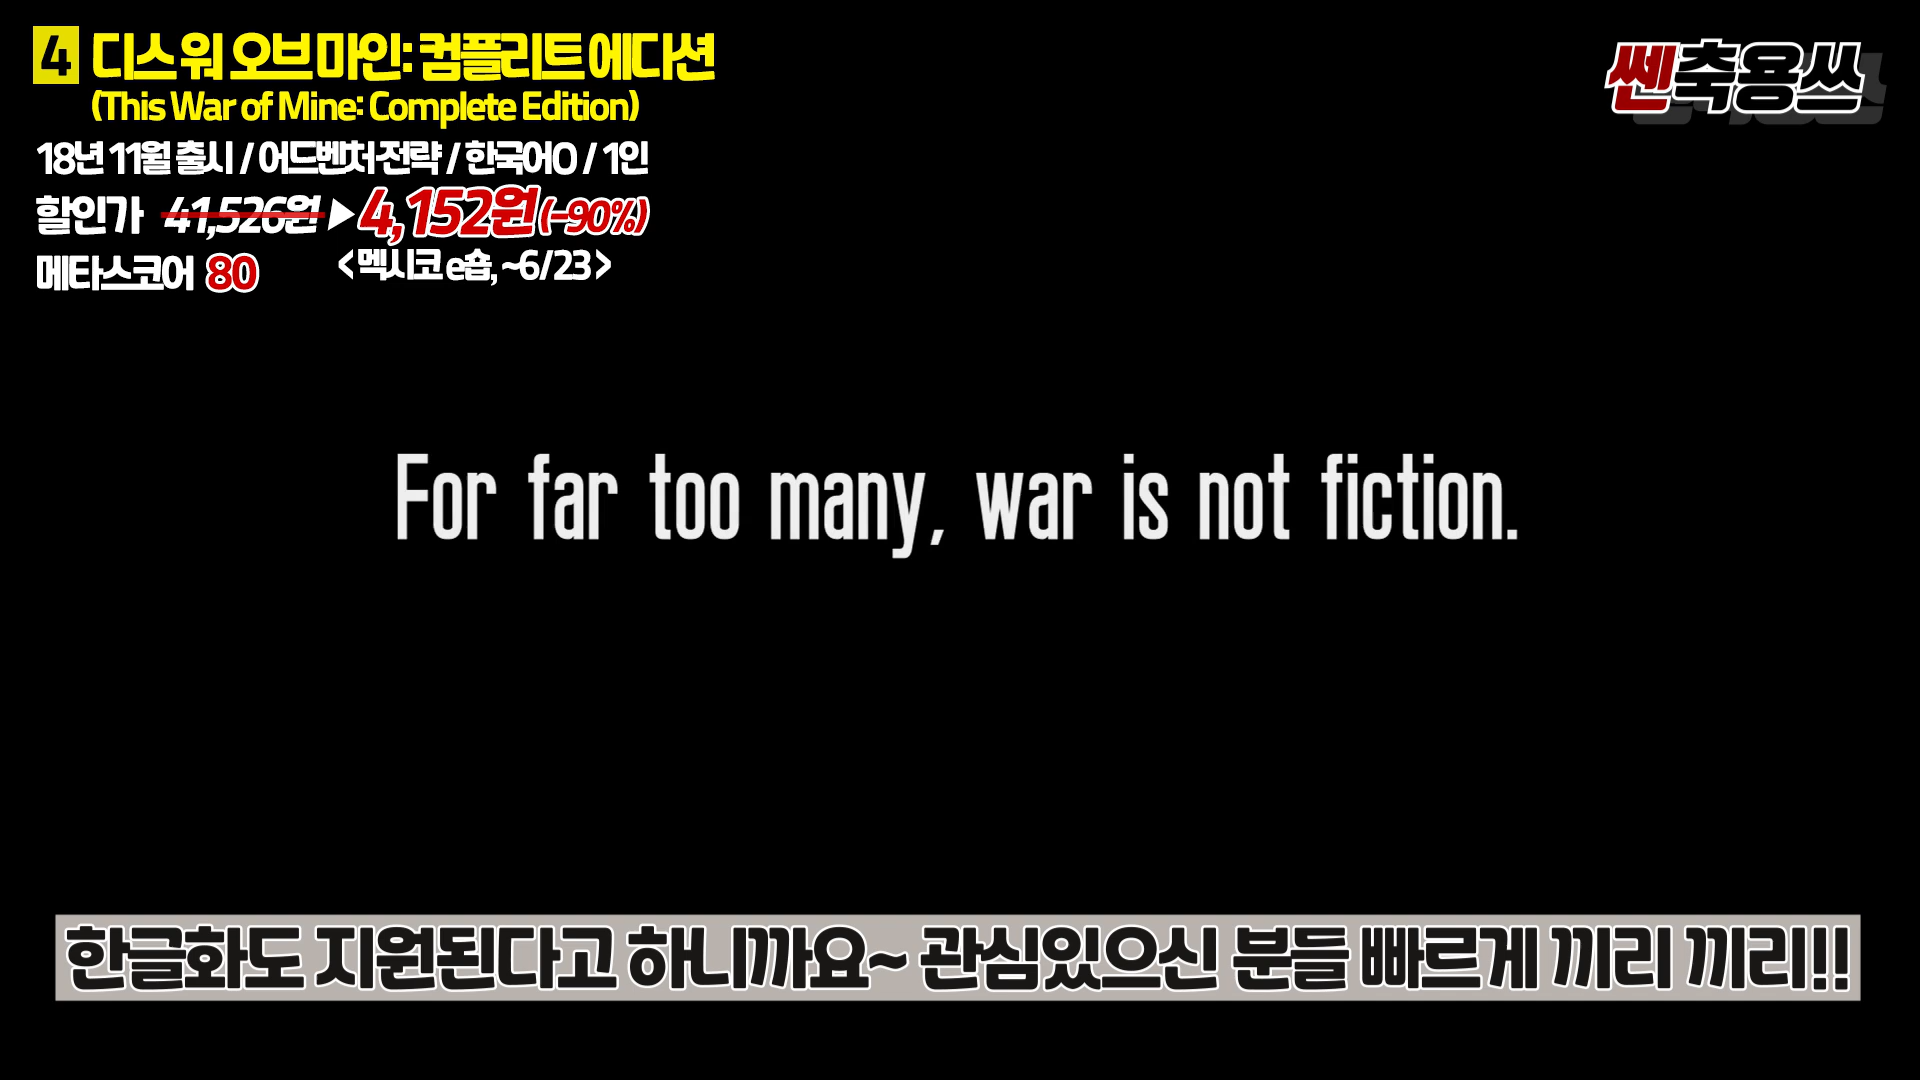 4 디스 워 오브 마인: 컴플리트 에디션
(This War of Mine: Complete Edition)
쎈축용쓰
18년 11월 출시 / 어드벤처 전략 / 한국어O / 1인
할인가 41,526원 ▶ 4,152원 (-90%)
메타스코어 80
< 멕시코 e숍, ~6/23 >
For far too many, war is not fiction.
한글화도 지원된다고 하니까요~ 관심있으신 분들 빠르게 끼리 끼리!!